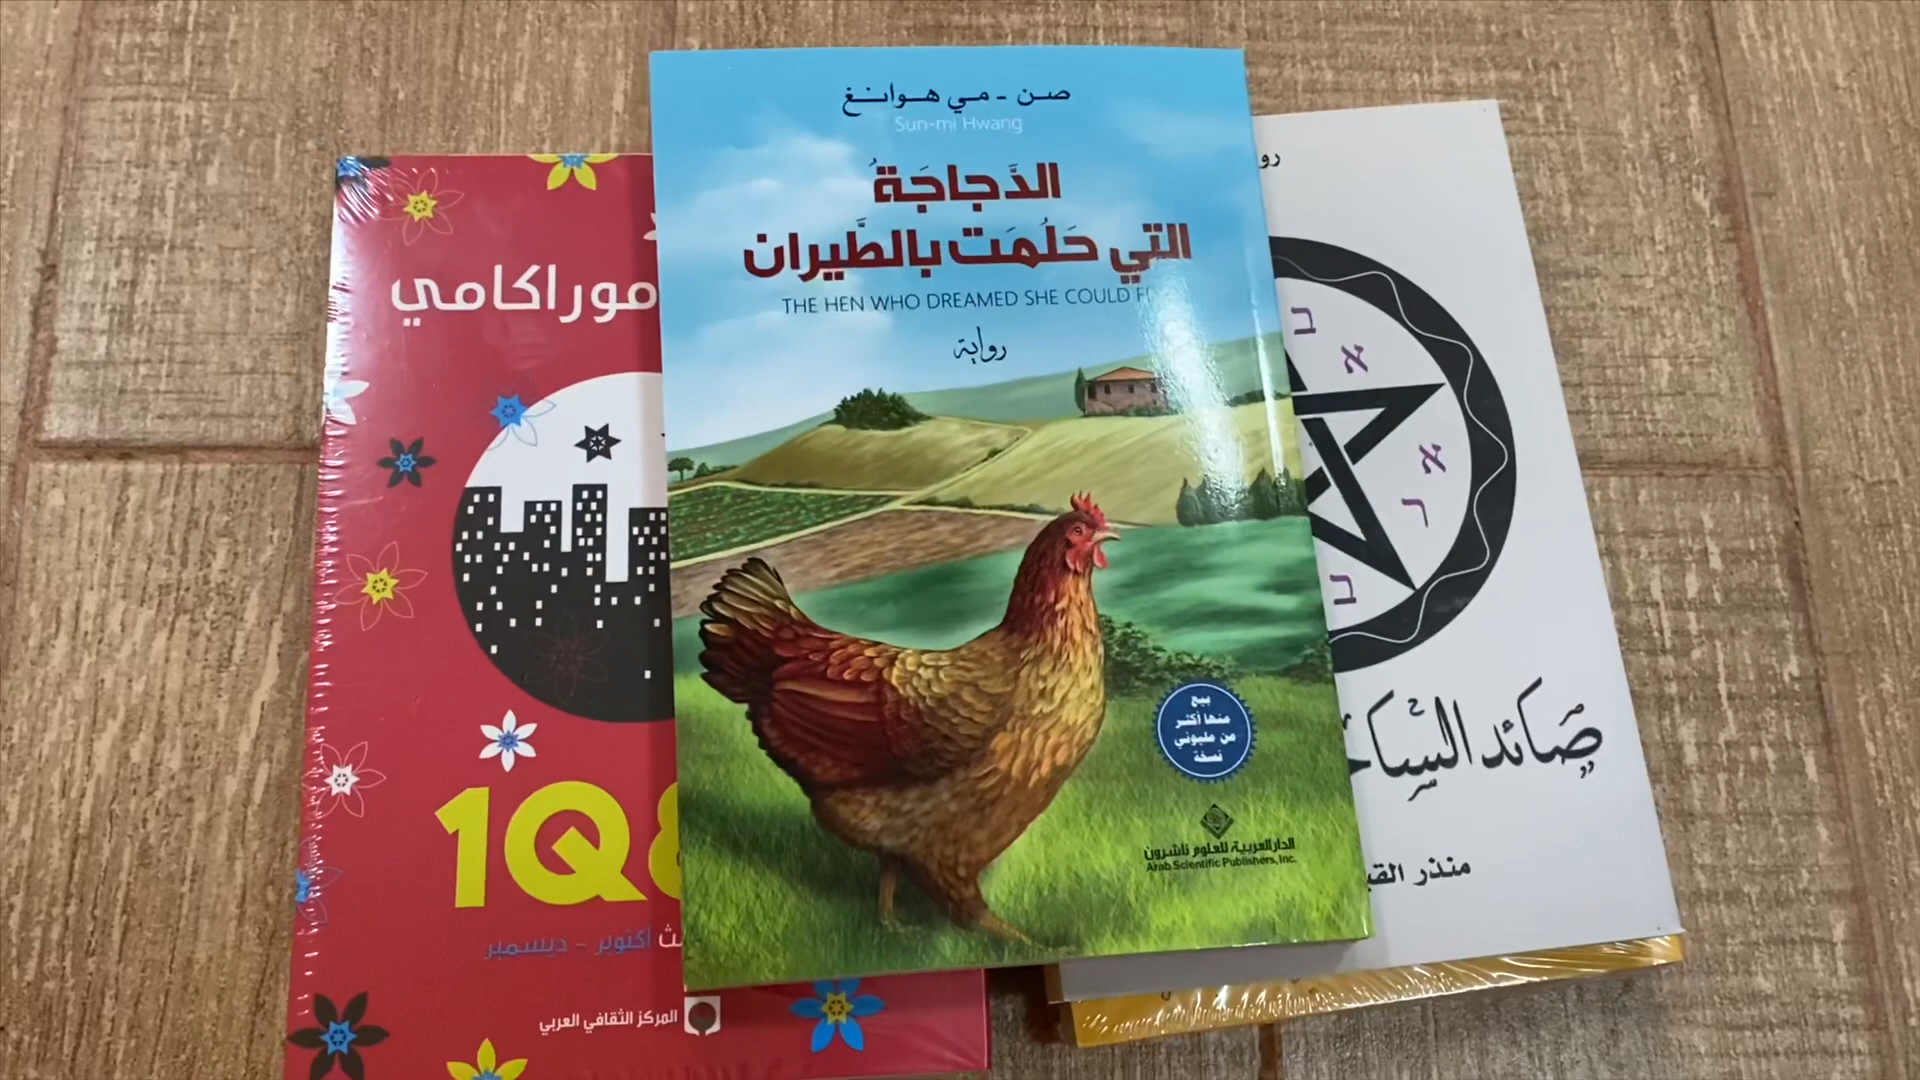 صن - مي هوانغ
Sun-mi Hwang
الدَّجاجَةُ
التي حَلُمَت بالطَّيران
THE HEN WHO DREAMED SHE COULD
رواية
بيع
منها أكثر
من مليوني
نسخة
الدار العربية للعلوم ناشرون
Arab Scientific Publishers, Inc.
موراكامي
1Q8
أكتوبر - ديسمبر
المركز الثقافي العربي
ב
א
א
ר
ב
صائد
منذر